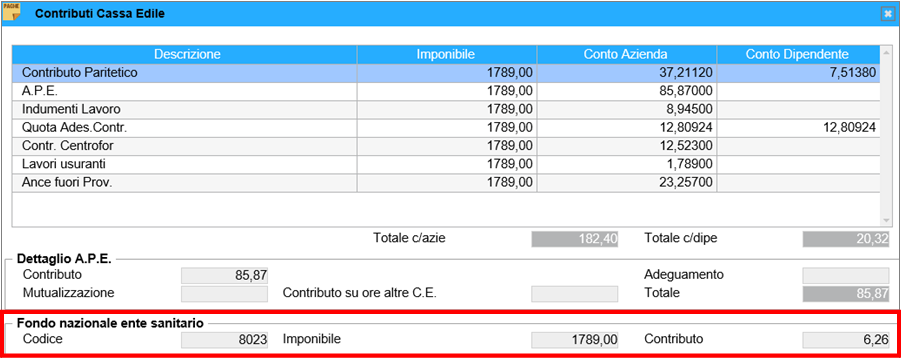 PAGHE
Contributi Cassa Edile
Descrizione Imponibile Conto Azienda Conto Dipendente
Contributo Paritetico 1789,00 37,21120 7,51380
A.P.E. 1789,00 85,87000
Indumenti Lavoro 1789,00 8,94500
Quota Ades.Contr. 1789,00 12,80924 12,80924
Contr. Centrofor 1789,00 12,52300
Lavori usuranti 1789,00 1,78900
Ance fuori Prov. 1789,00 23,25700
Totale c/azie 182,40 Totale c/dipe 20,32
Dettaglio A.P.E.
Contributo 85,87 Adeguamento
Mutualizzazione Contributo su ore altre C.E. Totale 85,87
Fondo nazionale ente sanitario
Codice 8023 Imponibile 1789,00 Contributo 6,26